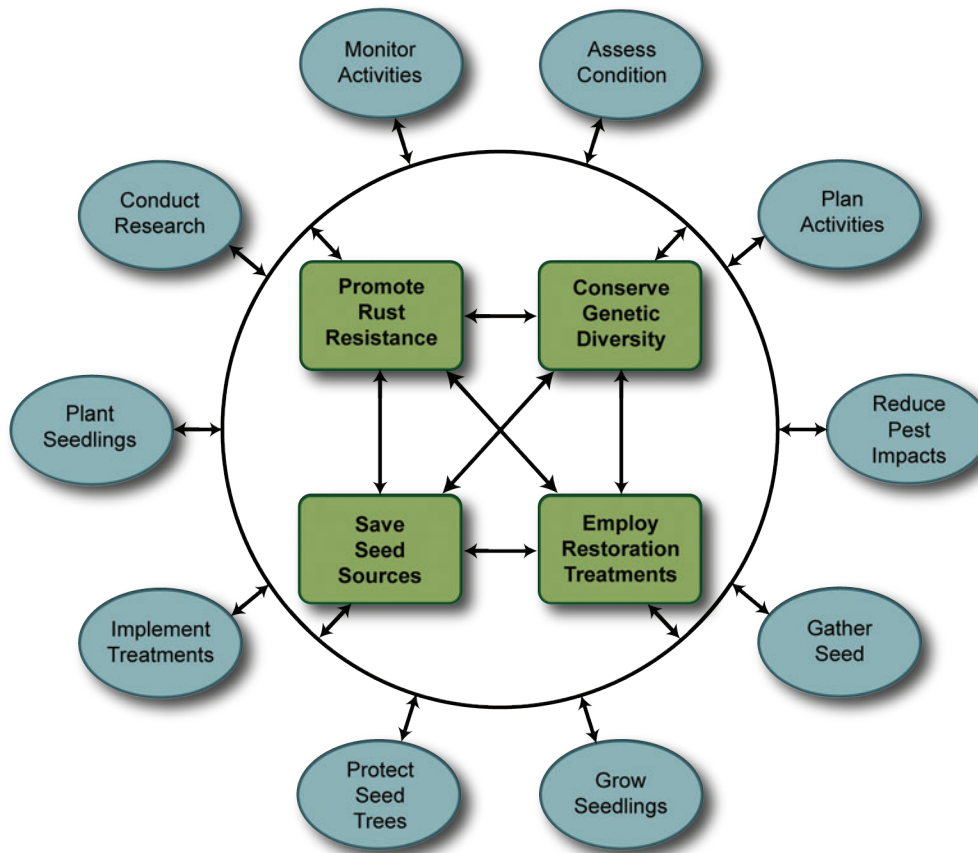 Monitor
Activities
Assess
Condition
Conduct
Research
Plan
Activities
Promote
Rust
Resistance
Conserve
Genetic
Diversity
Plant
Seedlings
Reduce
Pest
Impacts
Save
Seed
Sources
Employ
Restoration
Treatments
Implement
Treatments
Gather
Seed
Protect
Seed
Trees
Grow
Seedlings